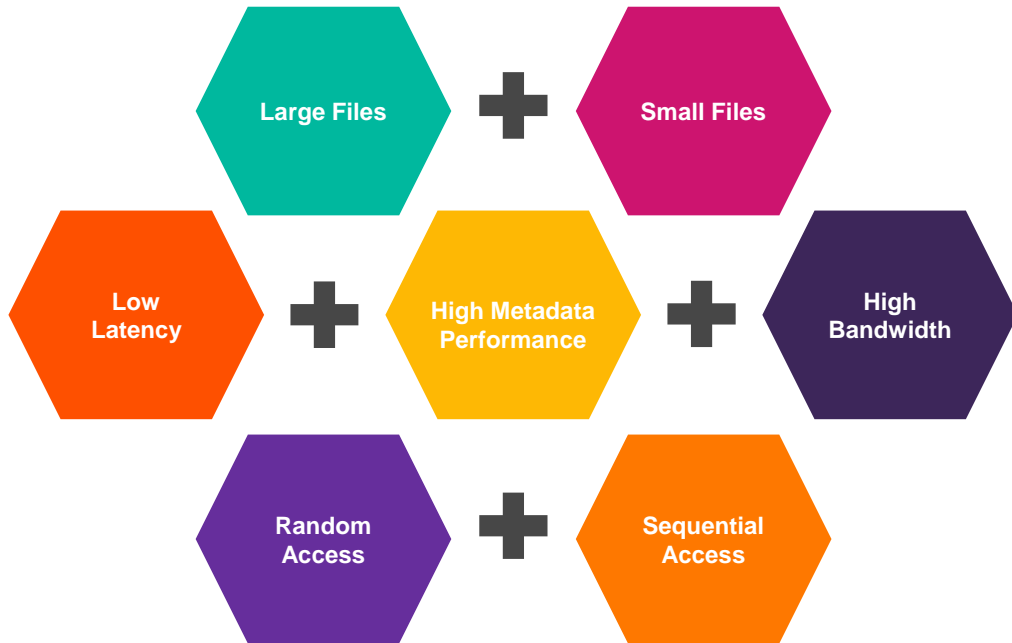 Large Files
Small Files
Low
Latency
High Metadata
Performance
High
Bandwidth
Random
Access
Sequential
Access